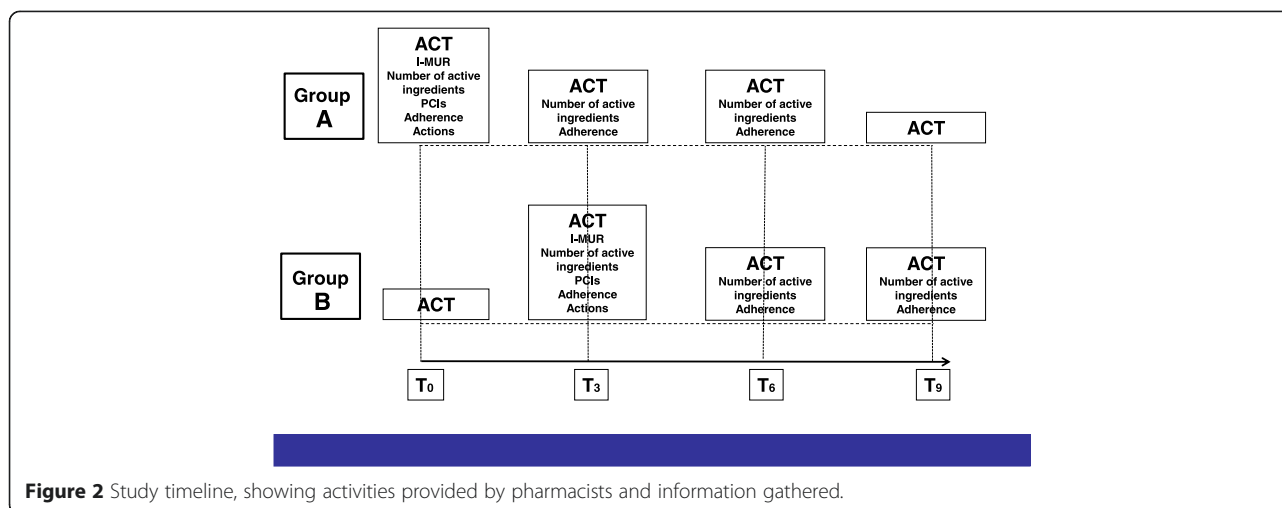 Group
A
ACT
I-MUR
Number of active
ingredients
PCIs
Adherence
Actions
ACT
Number of active
ingredients
Adherence
ACT
Number of active
ingredients
Adherence
ACT
Group
B
ACT
ACT
I-MUR
Number of active
ingredients
PCIs
Adherence
Actions
ACT
Number of active
ingredients
Adherence
ACT
Number of active
ingredients
Adherence
T0
T3
T6
T9
Figure 2 Study timeline, showing activities provided by pharmacists and information gathered.